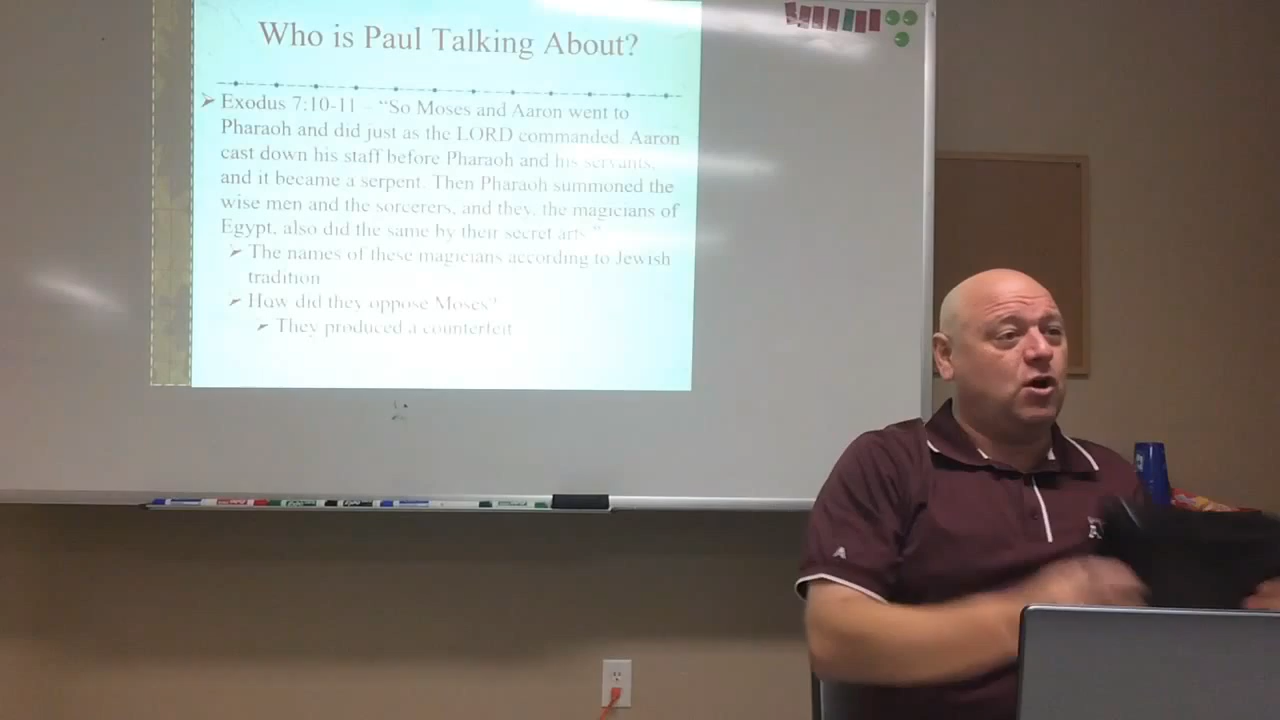 Who is Paul Talking About?
Exodus 7:10-11 – “So Moses and Aaron went to
Pharaoh and did just as the LORD commanded. Aaron
cast down his staff before Pharaoh and his servants,
and it became a serpent. Then Pharaoh summoned the
wise men and the sorcerers, and they, the magicians of
Egypt, also did the same by their secret arts.”
The names of these magicians according to Jewish
tradition
How did they oppose Moses?
They produced a counterfeit
A